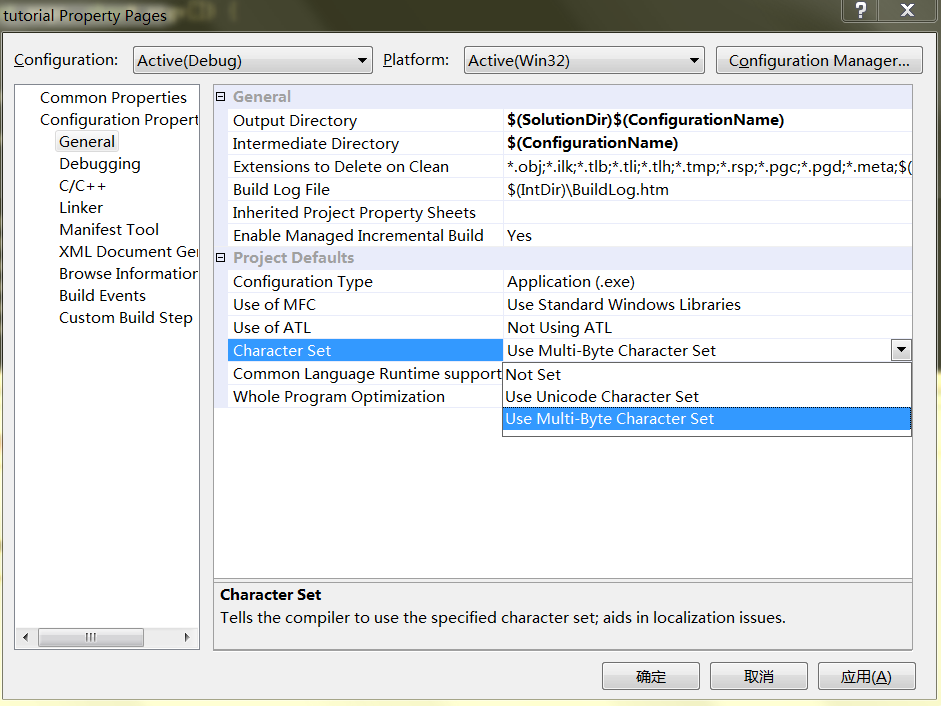 tutorial Property Pages
Configuration: Active(Debug) Platform: Active(Win32) Configuration Manager...
Common Properties
Configuration Propert
General
Debugging
C/C++
Linker
Manifest Tool
XML Document Ge
Browse Information
Build Events
Custom Build Step
General
Output Directory $(SolutionDir)$(ConfigurationName)
Intermediate Directory $(ConfigurationName)
Extensions to Delete on Clean *.obj;*.ilk;*.tlb;*.tli;*.tlh;*.tmp;*.rsp;*.pgc;*.pgd;*.meta;$(
Build Log File $(IntDir)\BuildLog.htm
Inherited Project Property Sheets
Enable Managed Incremental Build Yes
Project Defaults
Configuration Type Application (.exe)
Use of MFC Use Standard Windows Libraries
Use of ATL Not Using ATL
Character Set Use Multi-Byte Character Set
Common Language Runtime support
Whole Program Optimization
Not Set
Use Unicode Character Set
Use Multi-Byte Character Set
Character Set
Tells the compiler to use the specified character set; aids in localization issues.
确定 取消 应用(A)